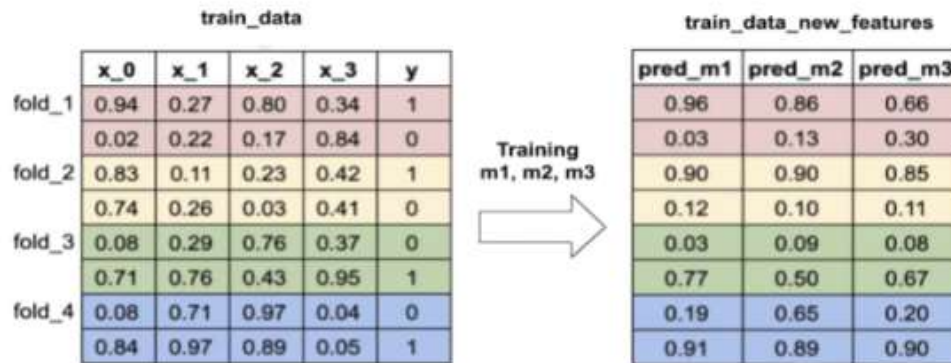 train_data train_data_new_features
x_0 x_1 x_2 x_3 y pred_m1 pred_m2 pred_m3
fold_1 0.94 0.27 0.80 0.34 1 0.96 0.86 0.66
0.02 0.22 0.17 0.84 0 0.03 0.13 0.30
fold_2 0.83 0.11 0.23 0.42 1 0.90 0.90 0.85
Training
m1, m2, m3
0.74 0.26 0.03 0.41 0 0.12 0.10 0.11
fold_3 0.08 0.29 0.76 0.37 0 0.03 0.09 0.08
0.71 0.76 0.43 0.95 1 0.77 0.50 0.67
fold_4 0.08 0.71 0.97 0.04 0 0.19 0.65 0.20
0.84 0.97 0.89 0.05 1 0.91 0.89 0.90